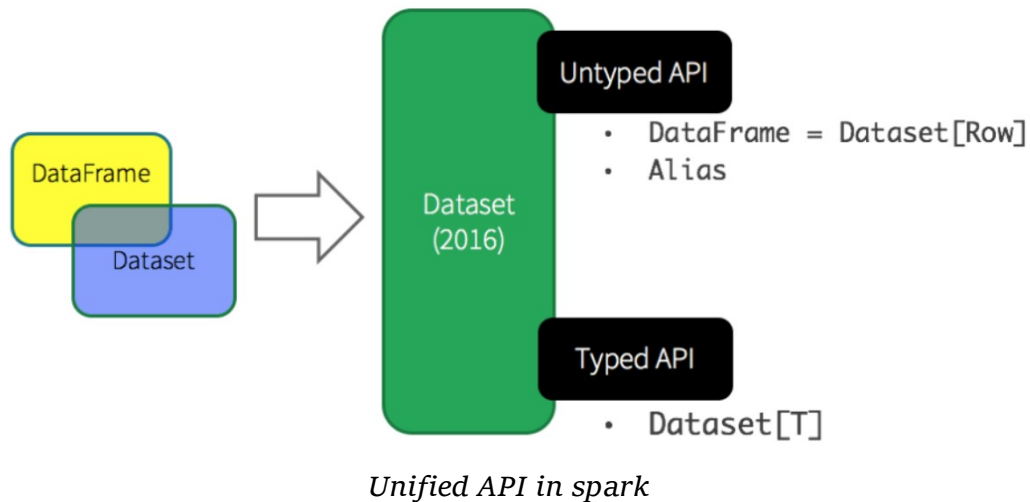 DataFrame
Dataset
Dataset
(2016)
Untyped API
• DataFrame = Dataset[Row]
• Alias
Typed API
• Dataset[T]
Unified API in spark